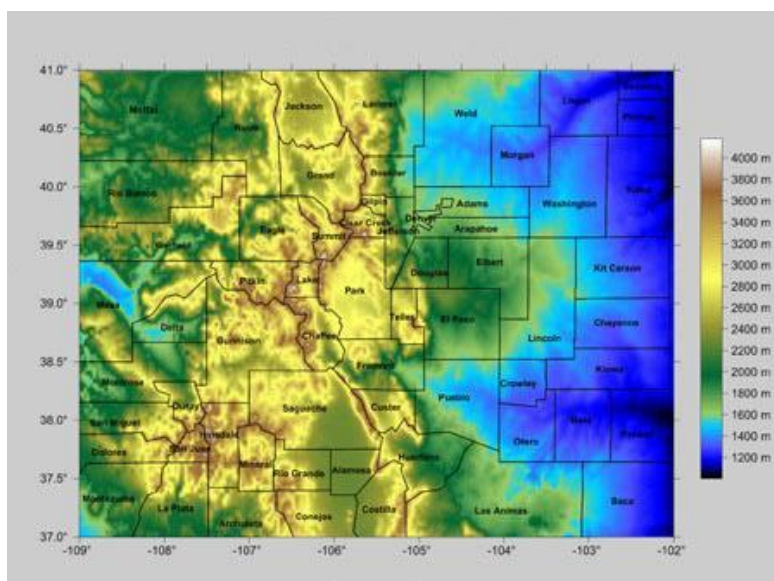 41.0°
Jackson
Larimer
Moffat
Weld
Logan
Phillips
40.5°
Routt
Morgan
Grand
Boulder
40.0°
Rio Blanco
Gilpin
Adams
Washington
Yuma
Clear Creek
Denver
Jefferson
Arapahoe
Eagle
Summit
39.5°
Garfield
Douglas
Elbert
Kit Carson
Pitkin
Lake
Park
39.0°
Mesa
Teller
El Paso
Delta
Cheyenne
Chaffee
Lincoln
38.5°
Gunnison
Fremont
Montrose
Crowley
Kiowa
Pueblo
Ouray
Saguache
Custer
38.0°
San Miguel
Bent
Prowers
Hinsdale
Otero
San Juan
Dolores
Huerfano
Mineral
Rio Grande
Alamosa
37.5°
Montezuma
La Plata
Archuleta
Conejos
Costilla
Las Animas
Baca
37.0°
-109°
-108°
-107°
-106°
-105°
-104°
-103°
-102°
4000 m
3800 m
3600 m
3400 m
3200 m
3000 m
2800 m
2600 m
2400 m
2200 m
2000 m
1800 m
1600 m
1400 m
1200 m